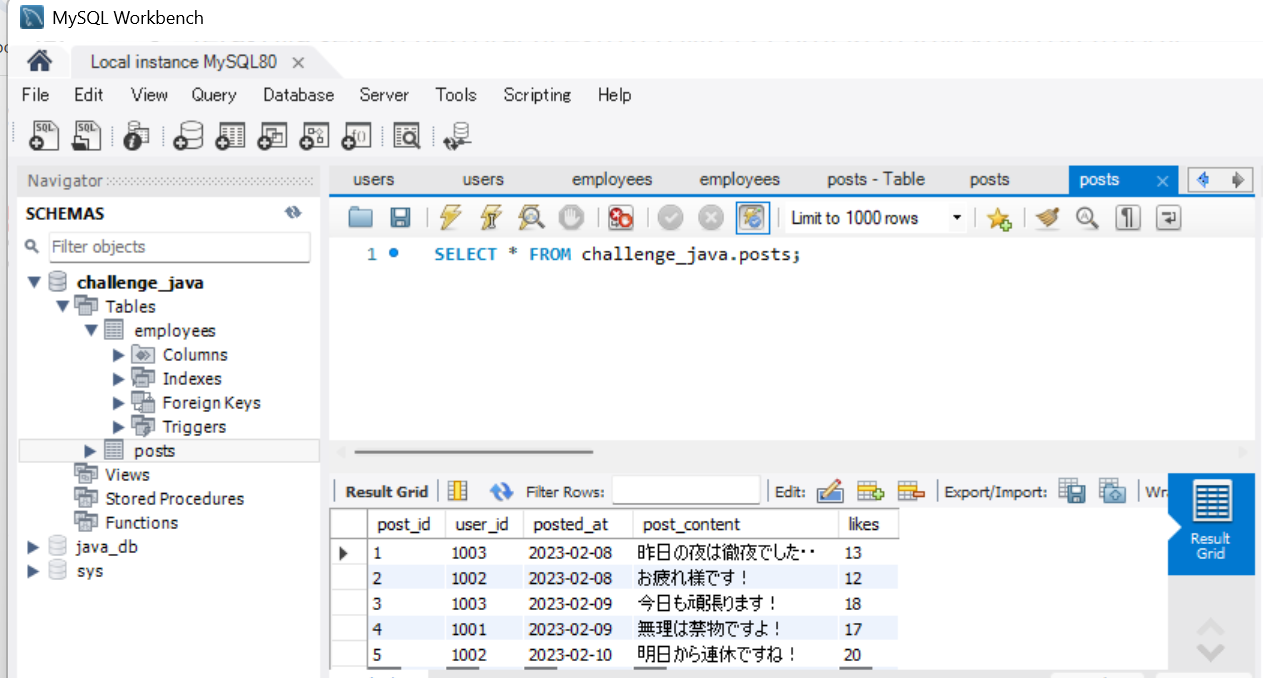 MySQL Workbench
Local instance MySQL80
File Edit View Query Database Server Tools Scripting Help
Navigator
SCHEMAS
Filter objects
challenge_java
Tables
employees
Columns
Indexes
Foreign Keys
Triggers
posts
Views
Stored Procedures
Functions
java_db
sys
users users employees employees posts - Table posts posts
Limit to 1000 rows
1 SELECT * FROM challenge_java.posts;
Result Grid Filter Rows: Edit: Export/Import:
post_id user_id posted_at post_content likes
1 1003 2023-02-08 昨日の夜は徹夜でした・・ 13
2 1002 2023-02-08 お疲れ様です！ 12
3 1003 2023-02-09 今日も頑張ります！ 18
4 1001 2023-02-09 無理は禁物ですよ！ 17
5 1002 2023-02-10 明日から連休ですね！ 20
Result
Grid